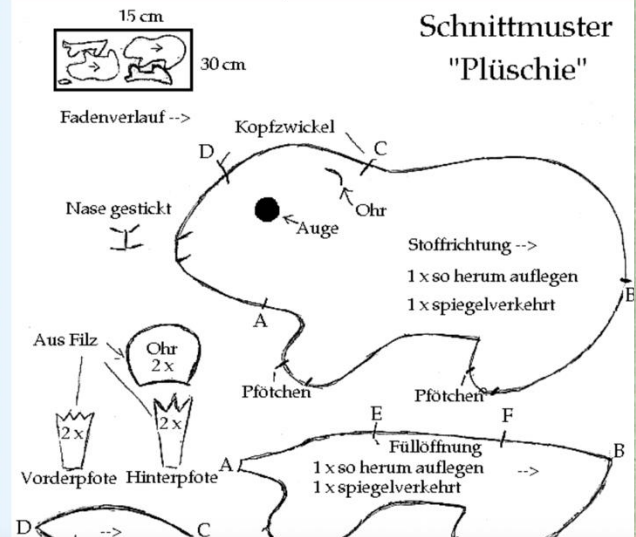 15 cm
30 cm
Schnittmuster
"Plüschie"
Fadenverlauf -->
Kopfzwickel
D
C
Nase gestickt
Ohr
Auge
Stoffrichtung -->
1 x so herum auflegen
1 x spiegelverkehrt
B
A
Aus Filz
Ohr
2 x
Pfötchen
Pfötchen
2 x
2 x
Vorderpfote
Hinterpfote
E
F
A
B
Füllöffnung
1 x so herum auflegen
-->
1 x spiegelverkehrt
D
-->
C